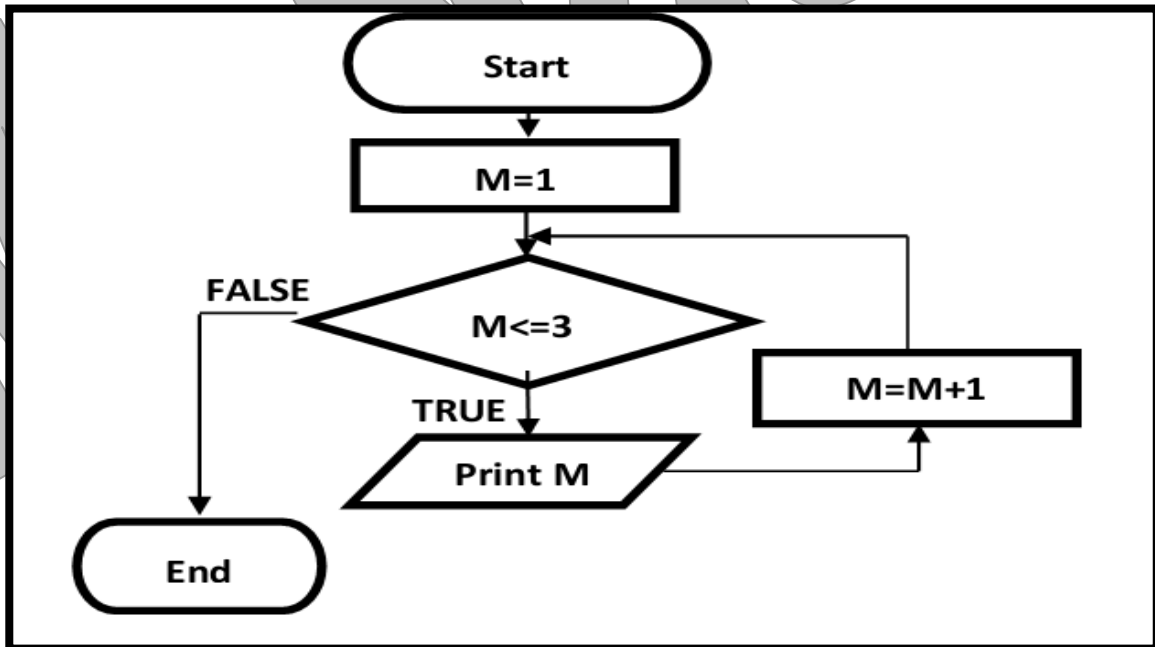 Start
M=1
FALSE
M<=3
M=M+1
TRUE
Print M
End